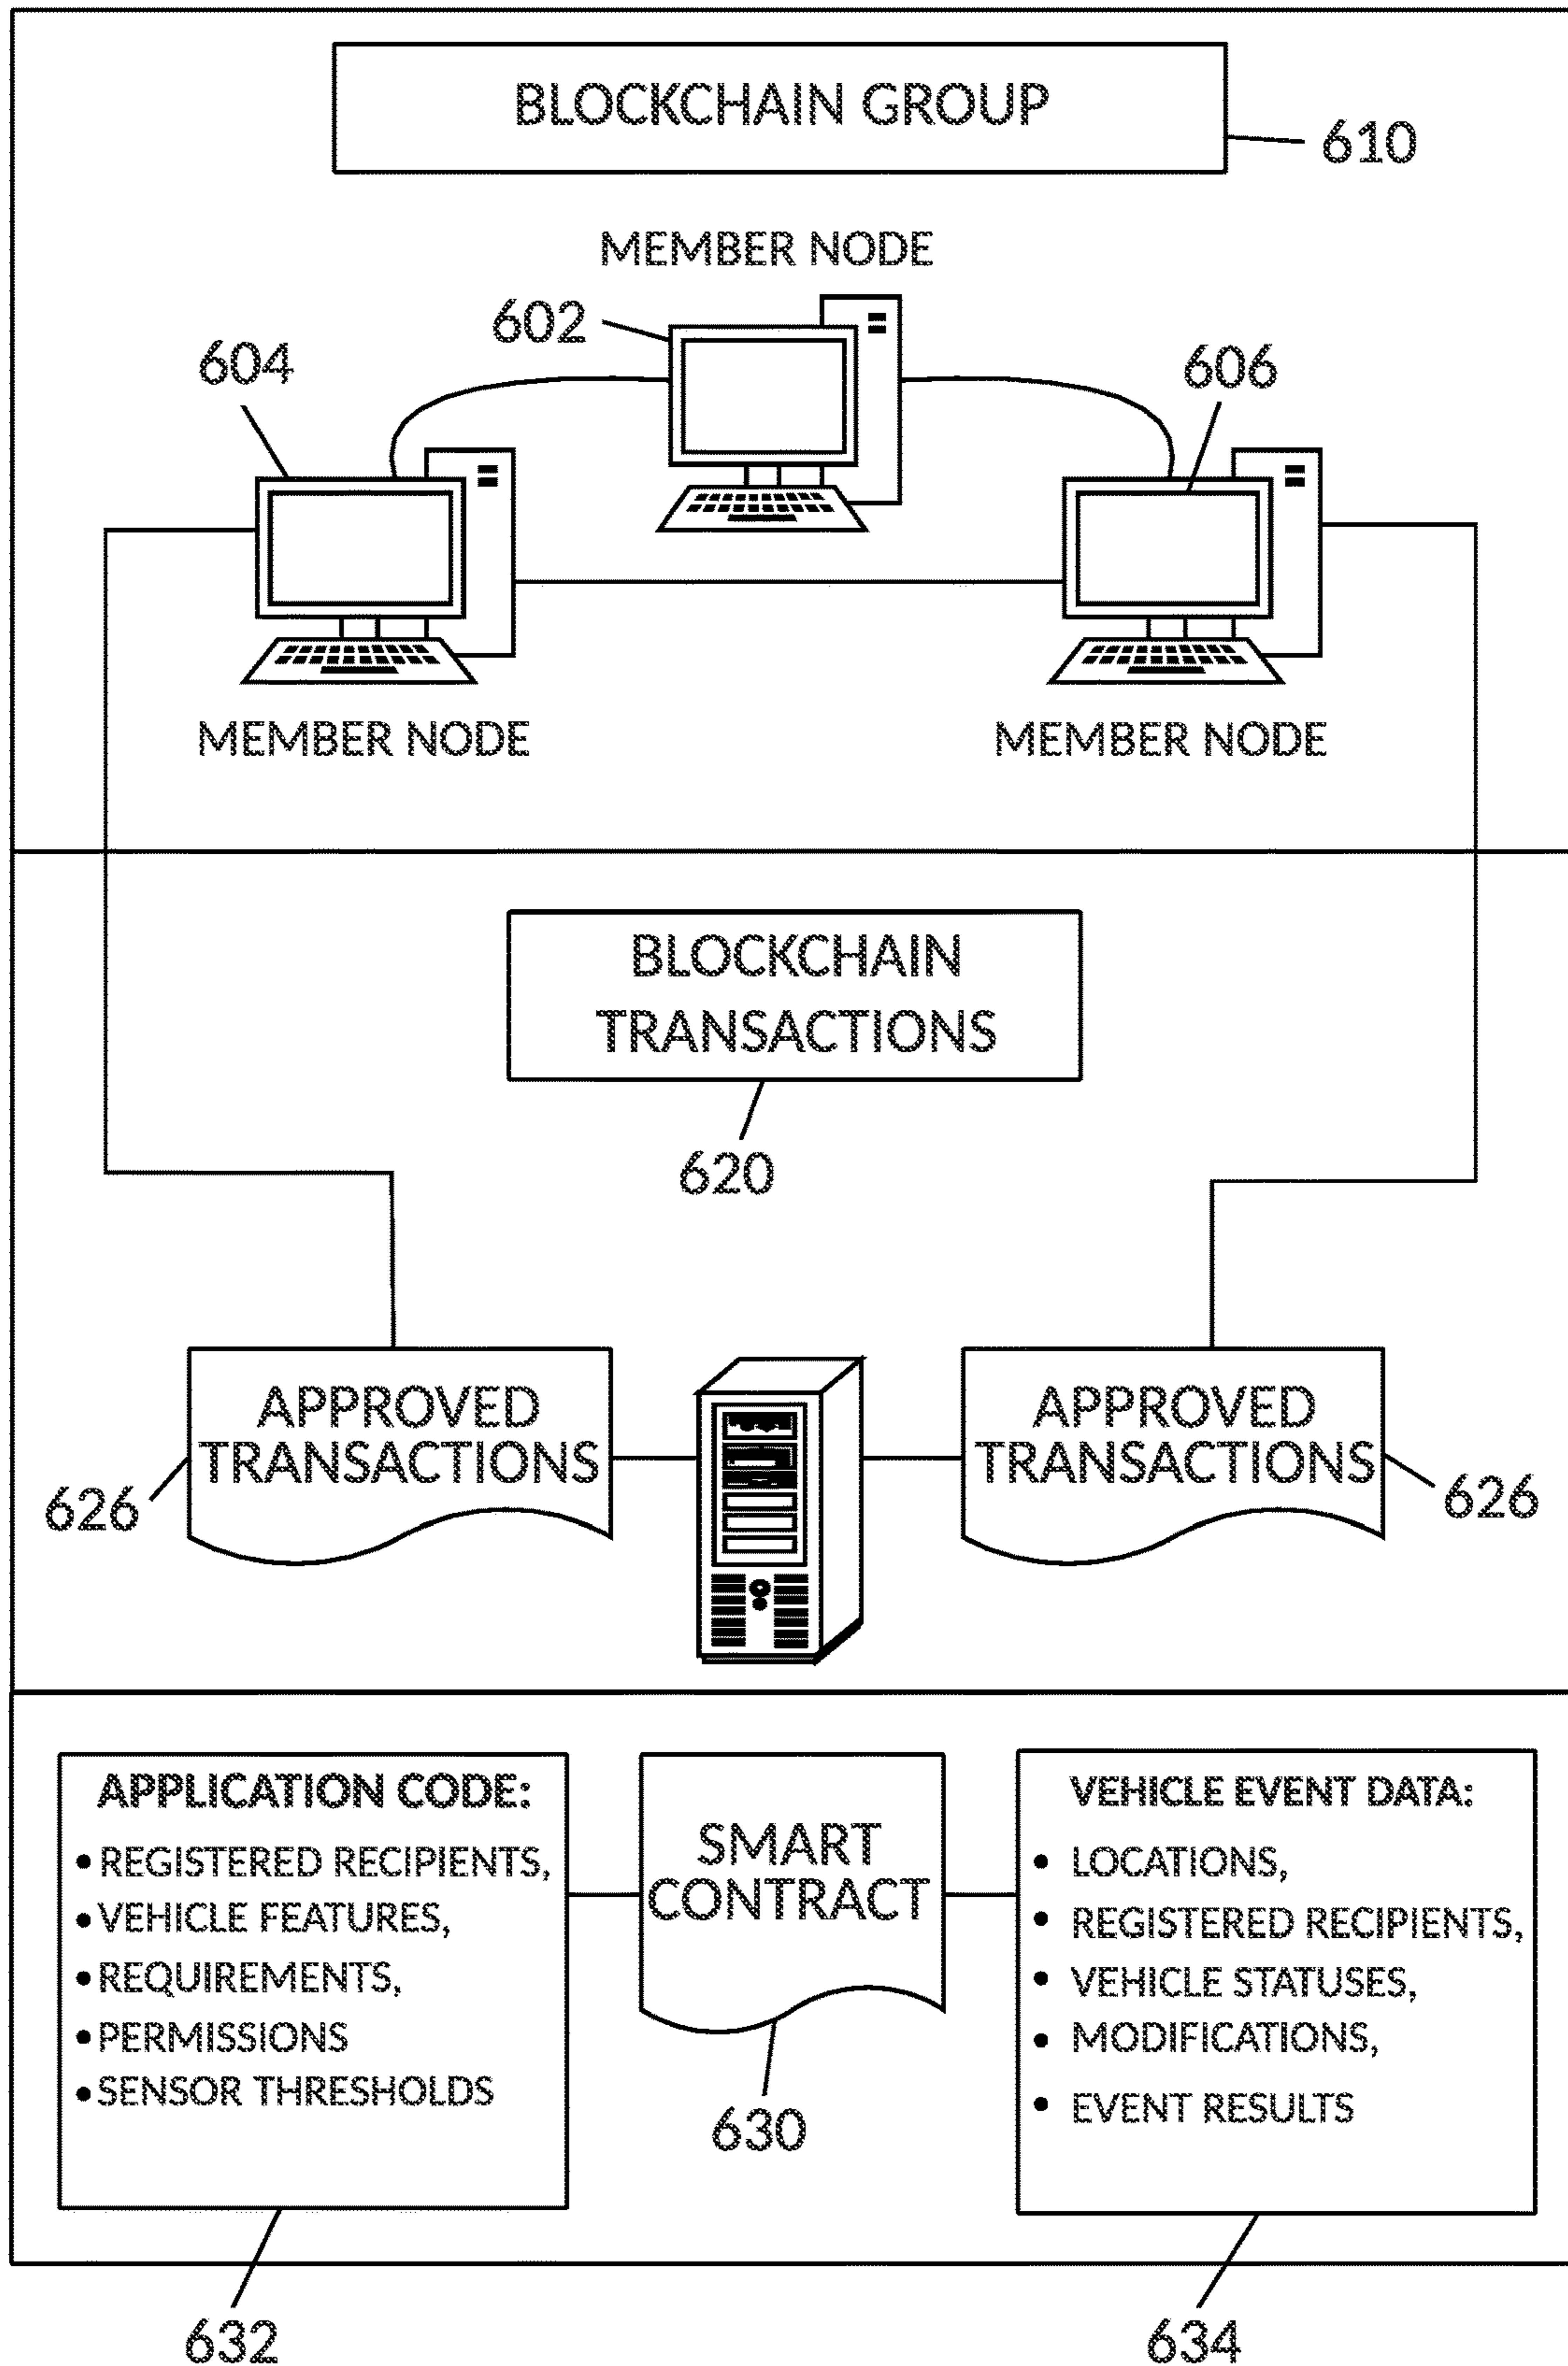 BLOCKCHAIN GROUP
610
MEMBER NODE
602
604
606
MEMBER NODE
MEMBER NODE
BLOCKCHAIN
TRANSACTIONS
620
APPROVED
TRANSACTIONS
626
APPROVED
TRANSACTIONS
626
APPLICATION CODE:
• REGISTERED RECIPIENTS,
• VEHICLE FEATURES,
• REQUIREMENTS,
• PERMISSIONS
• SENSOR THRESHOLDS
SMART
CONTRACT
630
VEHICLE EVENT DATA:
• LOCATIONS,
• REGISTERED RECIPIENTS,
• VEHICLE STATUSES,
• MODIFICATIONS,
• EVENT RESULTS
632
634